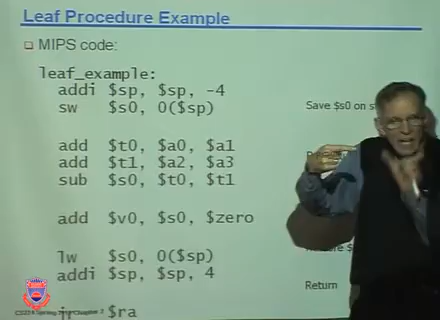 Leaf Procedure Example
MIPS code:
leaf_example:
addi $sp, $sp, -4
sw $s0, 0($sp)
Save $s0 on
add $t0, $a0, $a1
add $t1, $a2, $a3
sub $s0, $t0, $t1
add $v0, $s0, $zero
lw $s0, 0($sp)
addi $sp, $sp, 4
Return
$ra